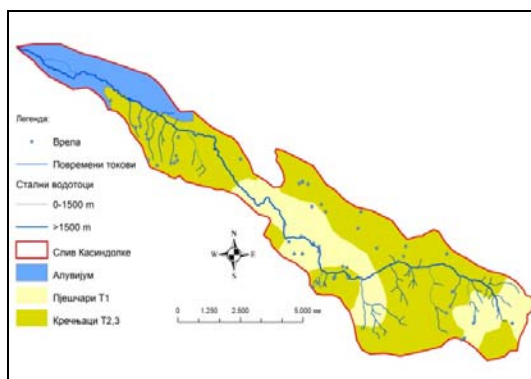 Легенда:
Врела
Повремени токови
Стални водотоци
0-1500 m
>1500 m
Слив Касиндолке
Алувијум
Пјешчари Т1
Кречњаци Т2,3
N
W E
S
0 1.250 2.500 5.000